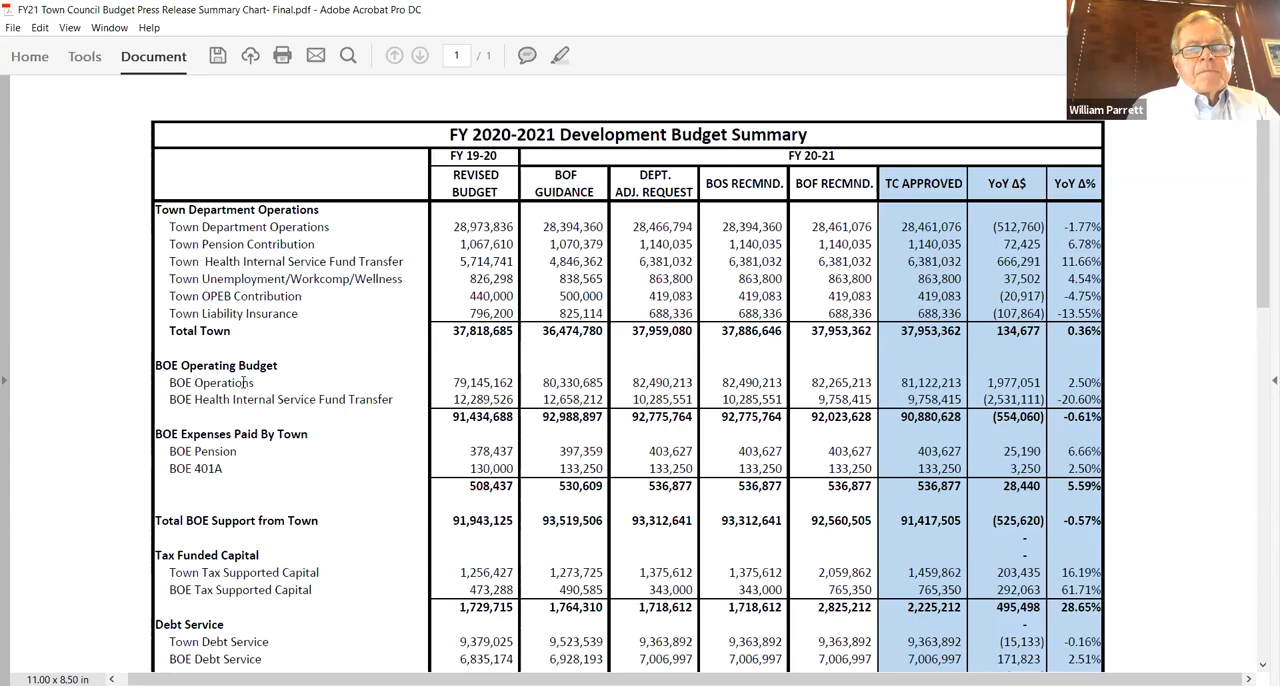 FY21 Town Council Budget Press Release Summary Chart- Final.pdf - Adobe Acrobat Pro DC
File Edit View Window Help
Home Tools Document 1 / 1
William Parrett
FY 2020-2021 Development Budget Summary
FY 19-20 FY 20-21
REVISED BUDGET BOF GUIDANCE DEPT. ADJ. REQUEST BOS RECMND. BOF RECMND. TC APPROVED YoY Δ$ YoY Δ%
Town Department Operations
Town Department Operations 28,973,836 28,394,360 28,466,794 28,394,360 28,461,076 28,461,076 (512,760) -1.77%
Town Pension Contribution 1,067,610 1,070,379 1,140,035 1,140,035 1,140,035 1,140,035 72,425 6.78%
Town Health Internal Service Fund Transfer 5,714,741 4,846,362 6,381,032 6,381,032 6,381,032 6,381,032 666,291 11.66%
Town Unemployment/Workcomp/Wellness 826,298 838,565 863,800 863,800 863,800 863,800 37,502 4.54%
Town OPEB Contribution 440,000 500,000 419,083 419,083 419,083 419,083 (20,917) -4.75%
Town Liability Insurance 796,200 825,114 688,336 688,336 688,336 688,336 (107,864) -13.55%
Total Town 37,818,685 36,474,780 37,959,080 37,886,646 37,953,362 37,953,362 134,677 0.36%
BOE Operating Budget
BOE Operations 79,145,162 80,330,685 82,490,213 82,490,213 82,265,213 81,122,213 1,977,051 2.50%
BOE Health Internal Service Fund Transfer 12,289,526 12,658,212 10,285,551 10,285,551 9,758,415 9,758,415 (2,531,111) -20.60%
91,434,688 92,988,897 92,775,764 92,775,764 92,023,628 90,880,628 (554,060) -0.61%
BOE Expenses Paid By Town
BOE Pension 378,437 397,359 403,627 403,627 403,627 403,627 25,190 6.66%
BOE 401A 130,000 133,250 133,250 133,250 133,250 133,250 3,250 2.50%
508,437 530,609 536,877 536,877 536,877 536,877 28,440 5.59%
Total BOE Support from Town 91,943,125 93,519,506 93,312,641 93,312,641 92,560,505 91,417,505 (525,620) -0.57%
-
Tax Funded Capital -
Town Tax Supported Capital 1,256,427 1,273,725 1,375,612 1,375,612 2,059,862 1,459,862 203,435 16.19%
BOE Tax Supported Capital 473,288 490,585 343,000 343,000 765,350 765,350 292,063 61.71%
1,729,715 1,764,310 1,718,612 1,718,612 2,825,212 2,225,212 495,498 28.65%
Debt Service -
Town Debt Service 9,379,025 9,523,539 9,363,892 9,363,892 9,363,892 9,363,892 (15,133) -0.16%
BOE Debt Service 6,835,174 6,928,193 7,006,997 7,006,997 7,006,997 7,006,997 171,823 2.51%
11.00 x 8.50 in